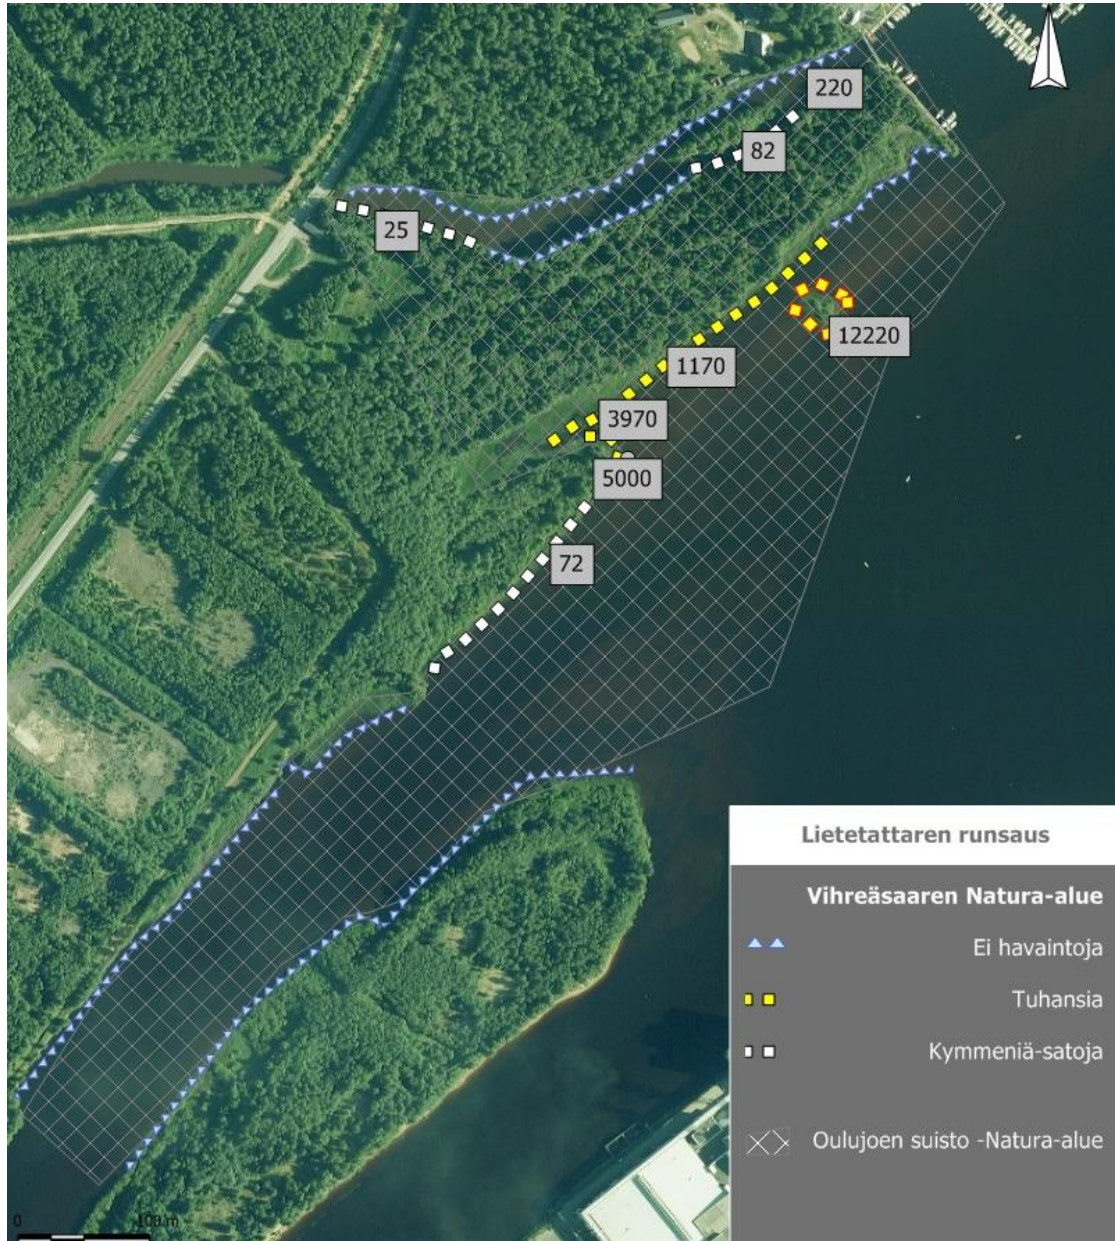 220
82
25
12220
1170
3970
5000
72
Lietetattaren runsaus
Vihreäsaaren Natura-alue
Ei havaintoja
Tuhansia
Kymmeniä-satoja
Oulujoen suisto -Natura-alue
0 100 m